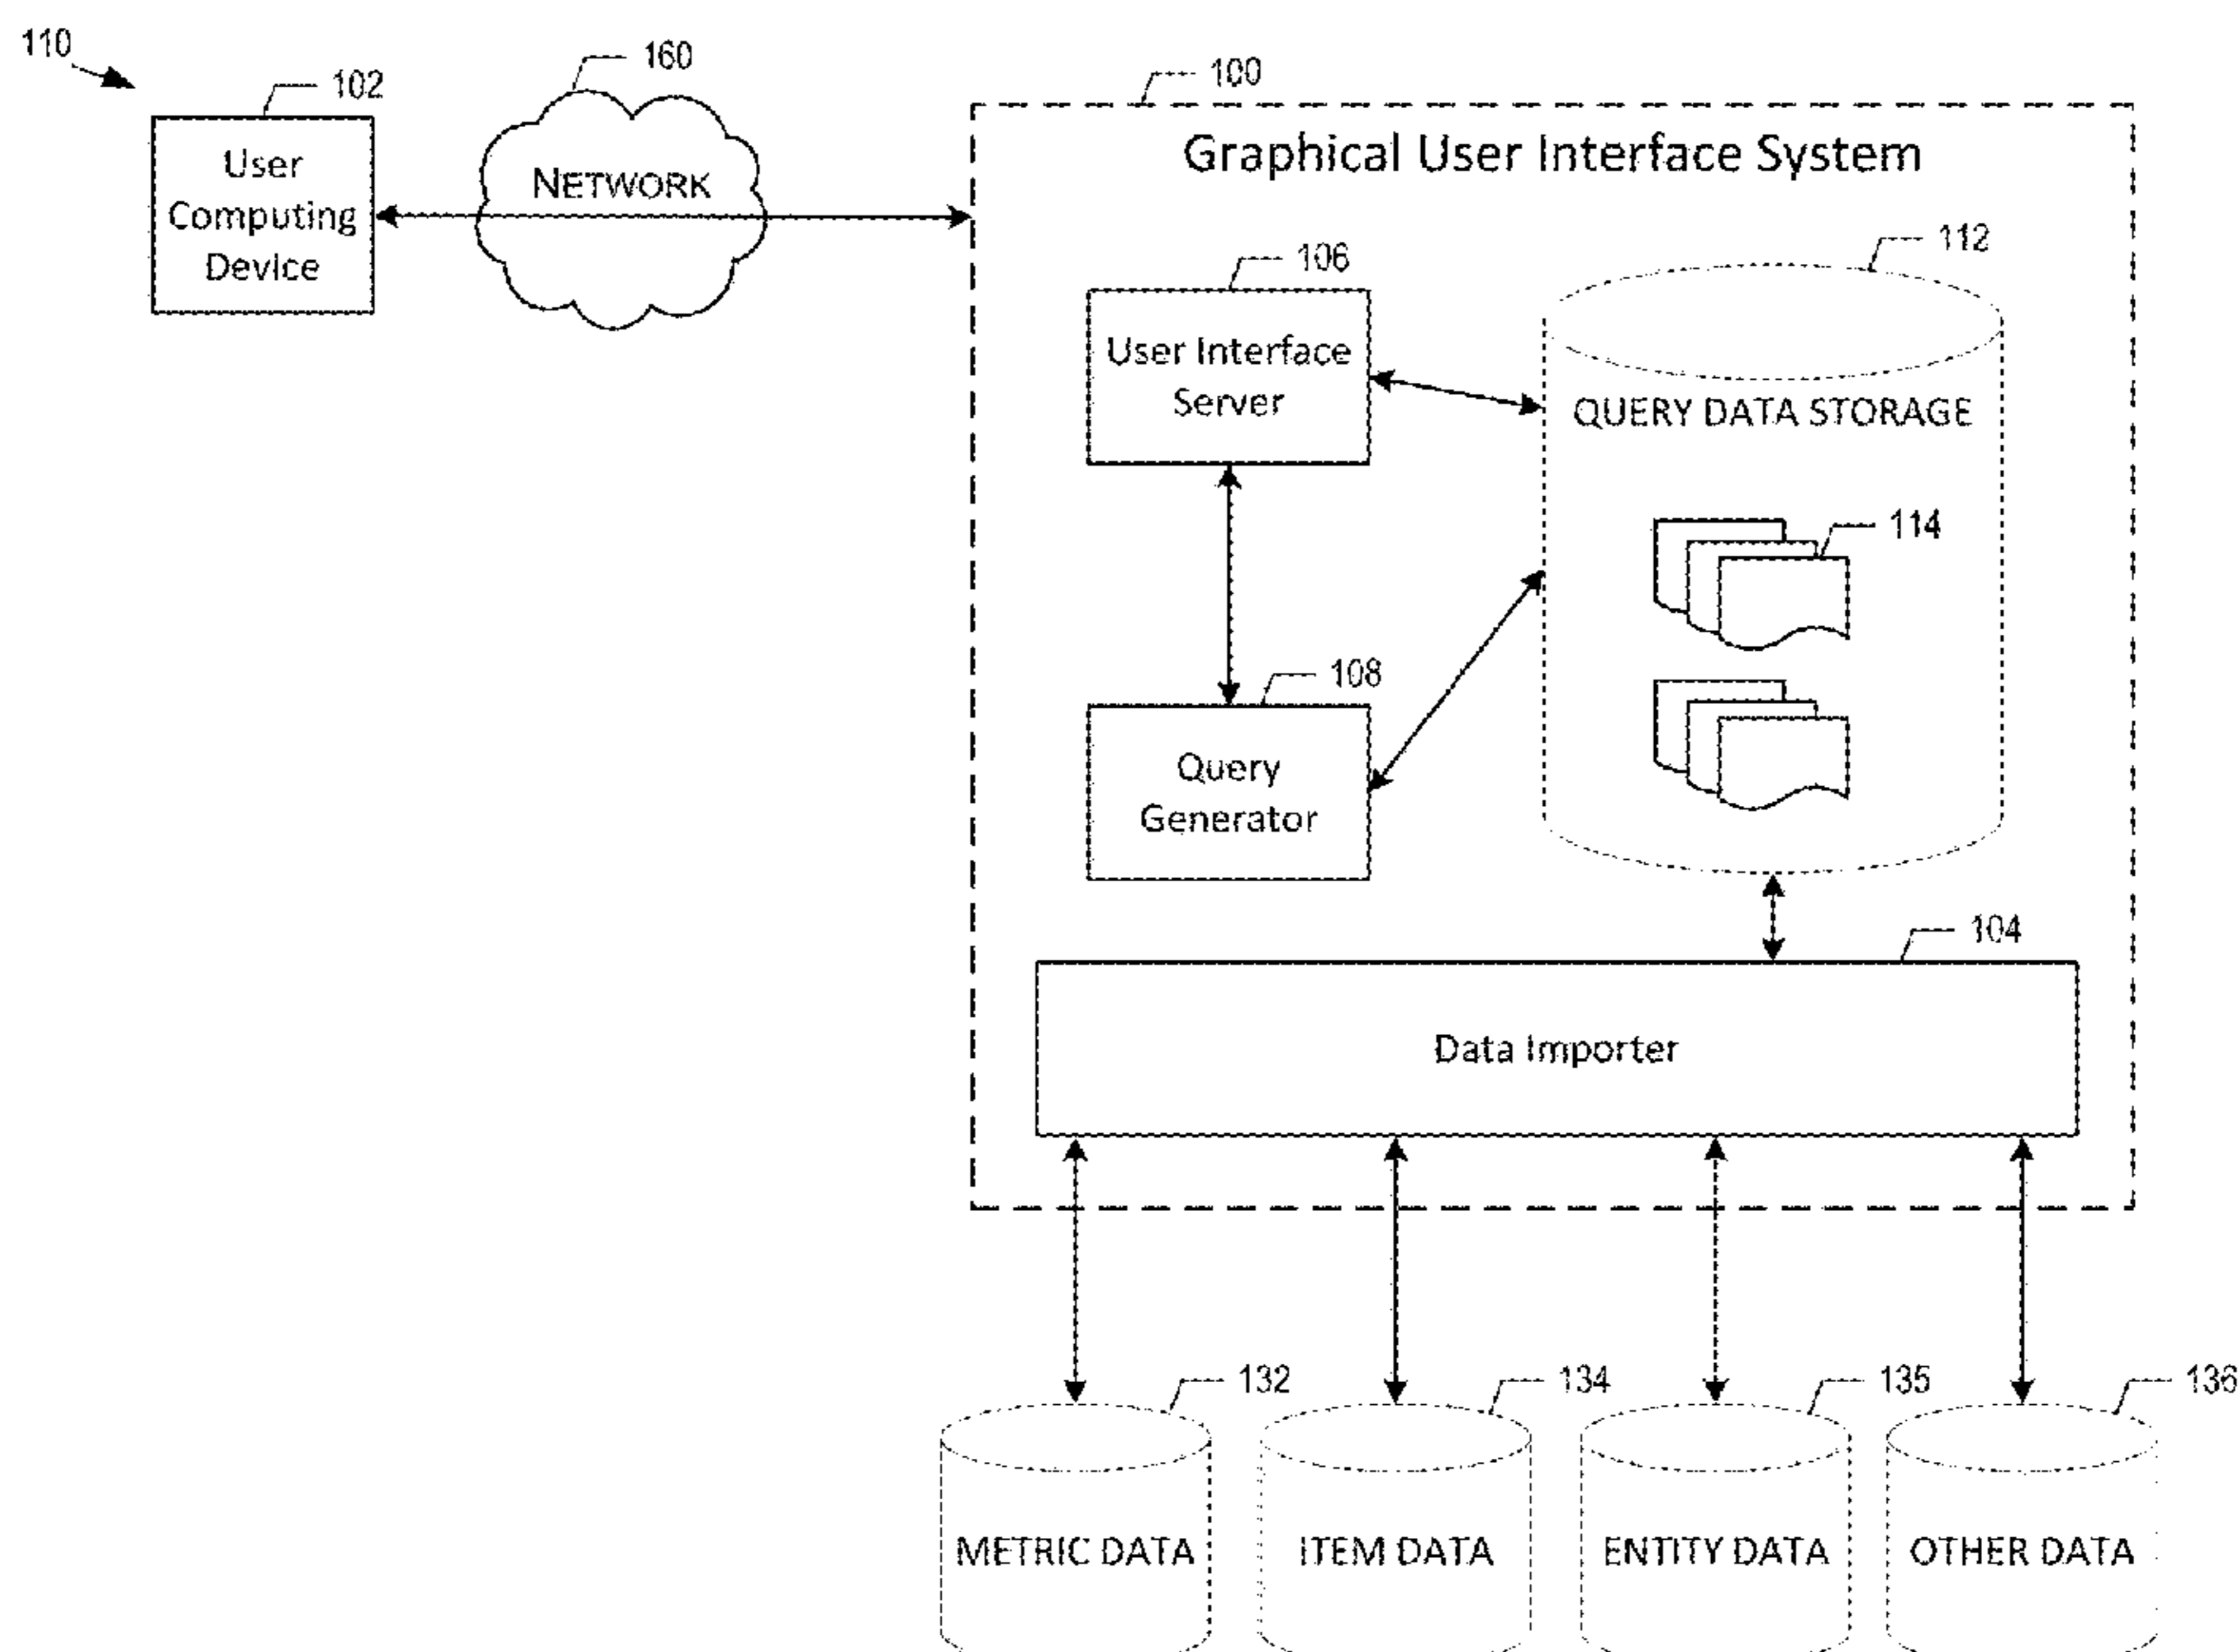 110
102
160
100
User
Computing
Device
NETWORK
Graphical User Interface System
106
112
User Interface
Server
QUERY DATA STORAGE
114
108
Query
Generator
104
Data Importer
132
134
135
136
METRIC DATA
ITEM DATA
ENTITY DATA
OTHER DATA